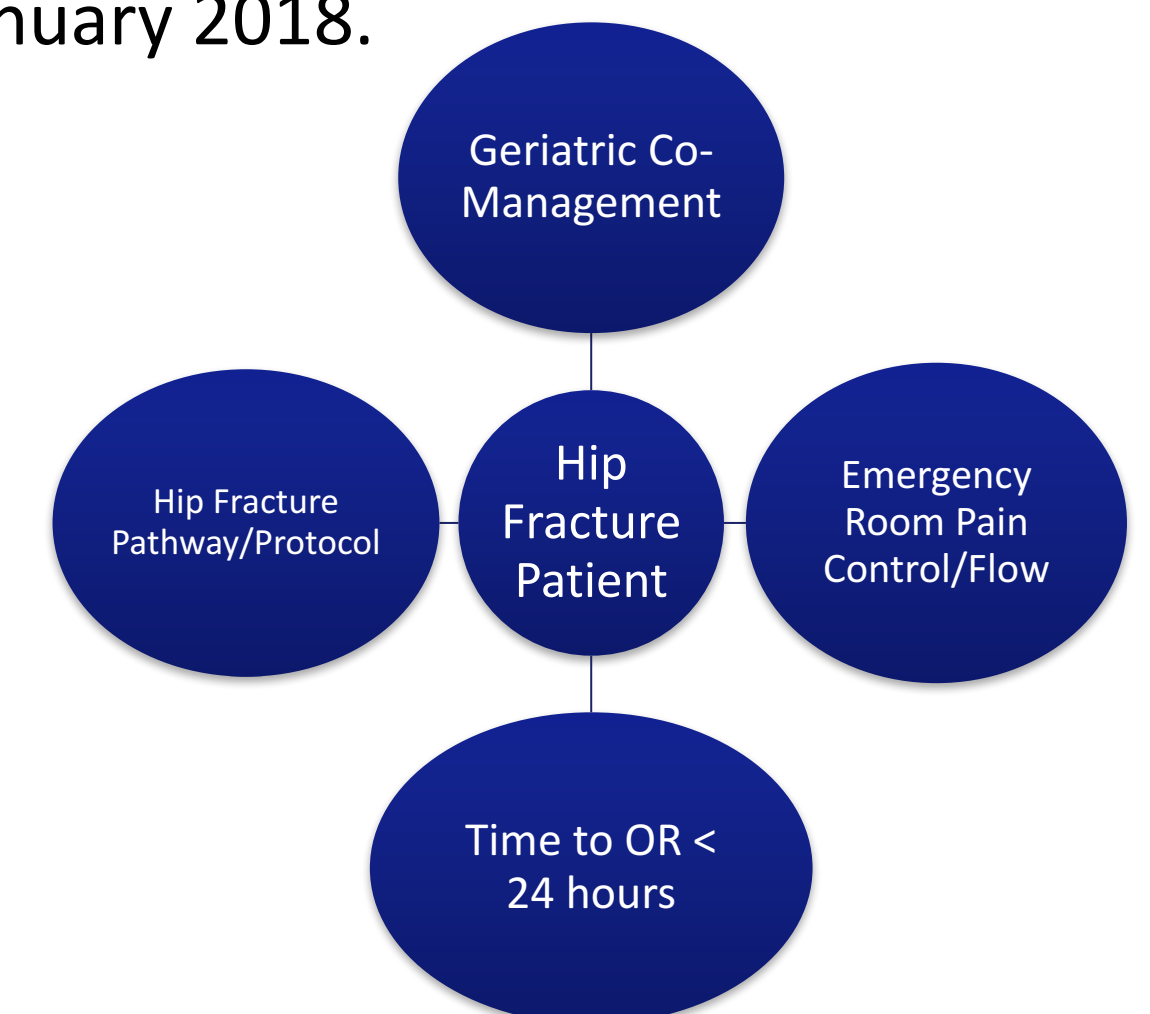 nuary 2018.
Geriatric Co-
Management
Hip Fracture
Pathway/Protocol
Hip
Fracture
Patient
Emergency
Room Pain
Control/Flow
Time to OR <
24 hours